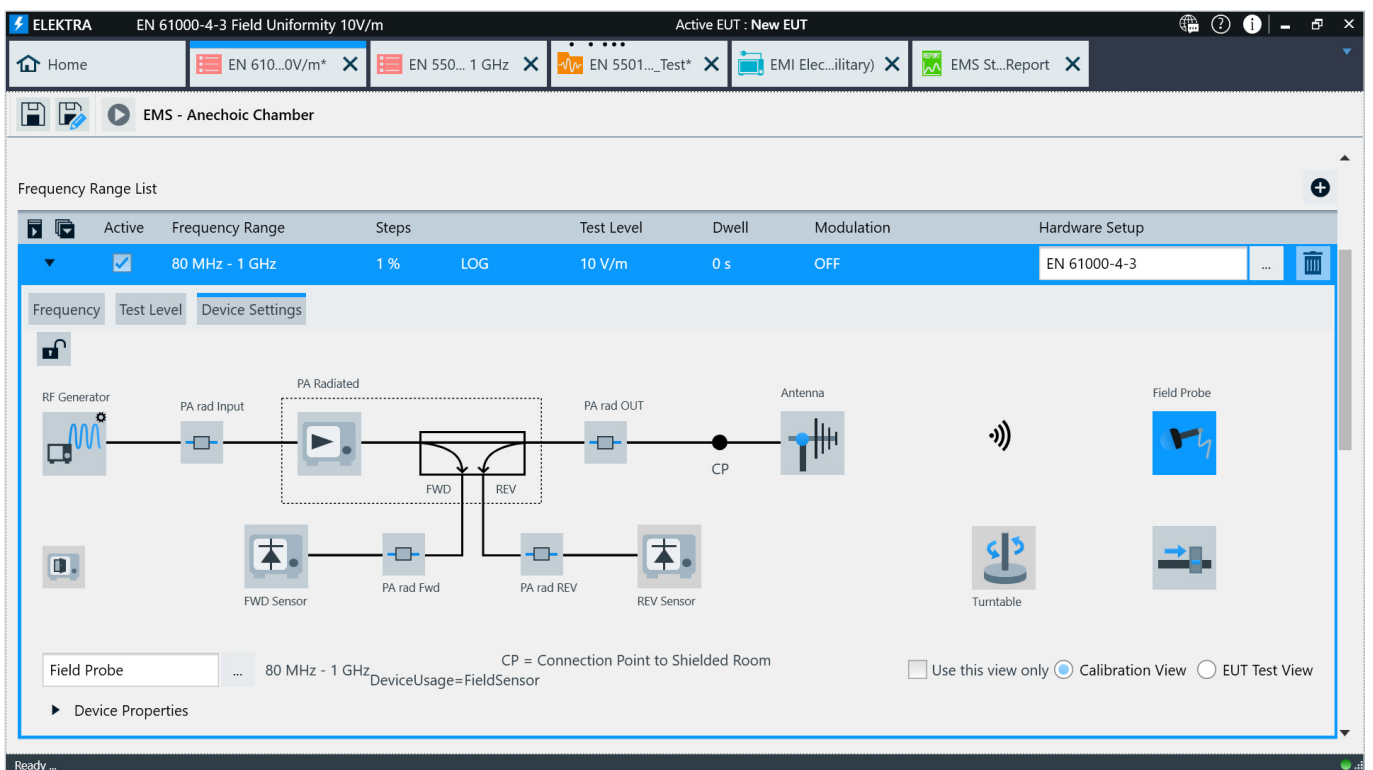 ELEKTRA EN 61000-4-3 Field Uniformity 10V/m Active EUT : New EUT
Home EN 610...0V/m* EN 550... 1 GHz EN 5501..._Test* EMI Elec...ilitary) EMS St...Report
EMS - Anechoic Chamber
Frequency Range List
Active Frequency Range Steps Test Level Dwell Modulation Hardware Setup
80 MHz - 1 GHz 1 % LOG 10 V/m 0 s OFF EN 61000-4-3 ...
Frequency Test Level Device Settings
PA Radiated
RF Generator PA rad Input PA rad OUT Antenna Field Probe
CP
FWD REV
PA rad Fwd PA rad REV
FWD Sensor REV Sensor Turntable
CP = Connection Point to Shielded Room
Field Probe ... 80 MHz - 1 GHz DeviceUsage=FieldSensor Use this view only Calibration View EUT Test View
Device Properties
Ready ...